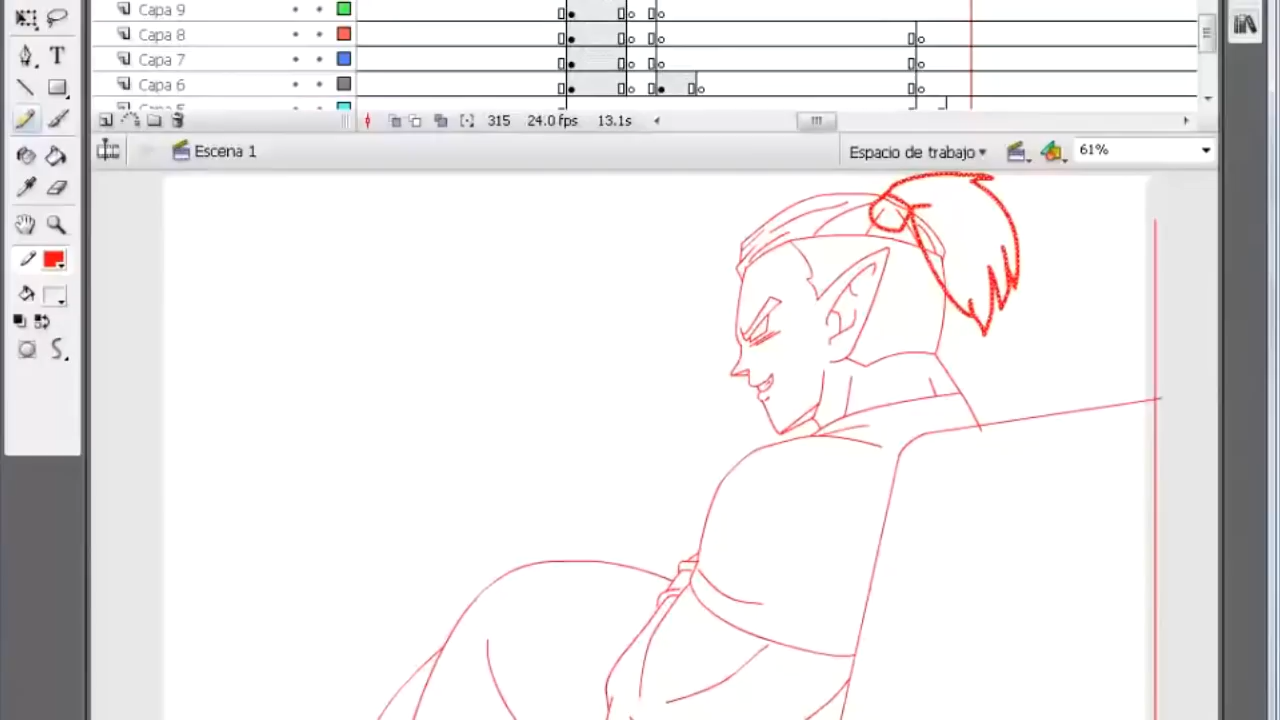 Capa 9
Capa 8
Capa 7
Capa 6
315 24.0 fps 13.1s
Escena 1
Espacio de trabajo
61%